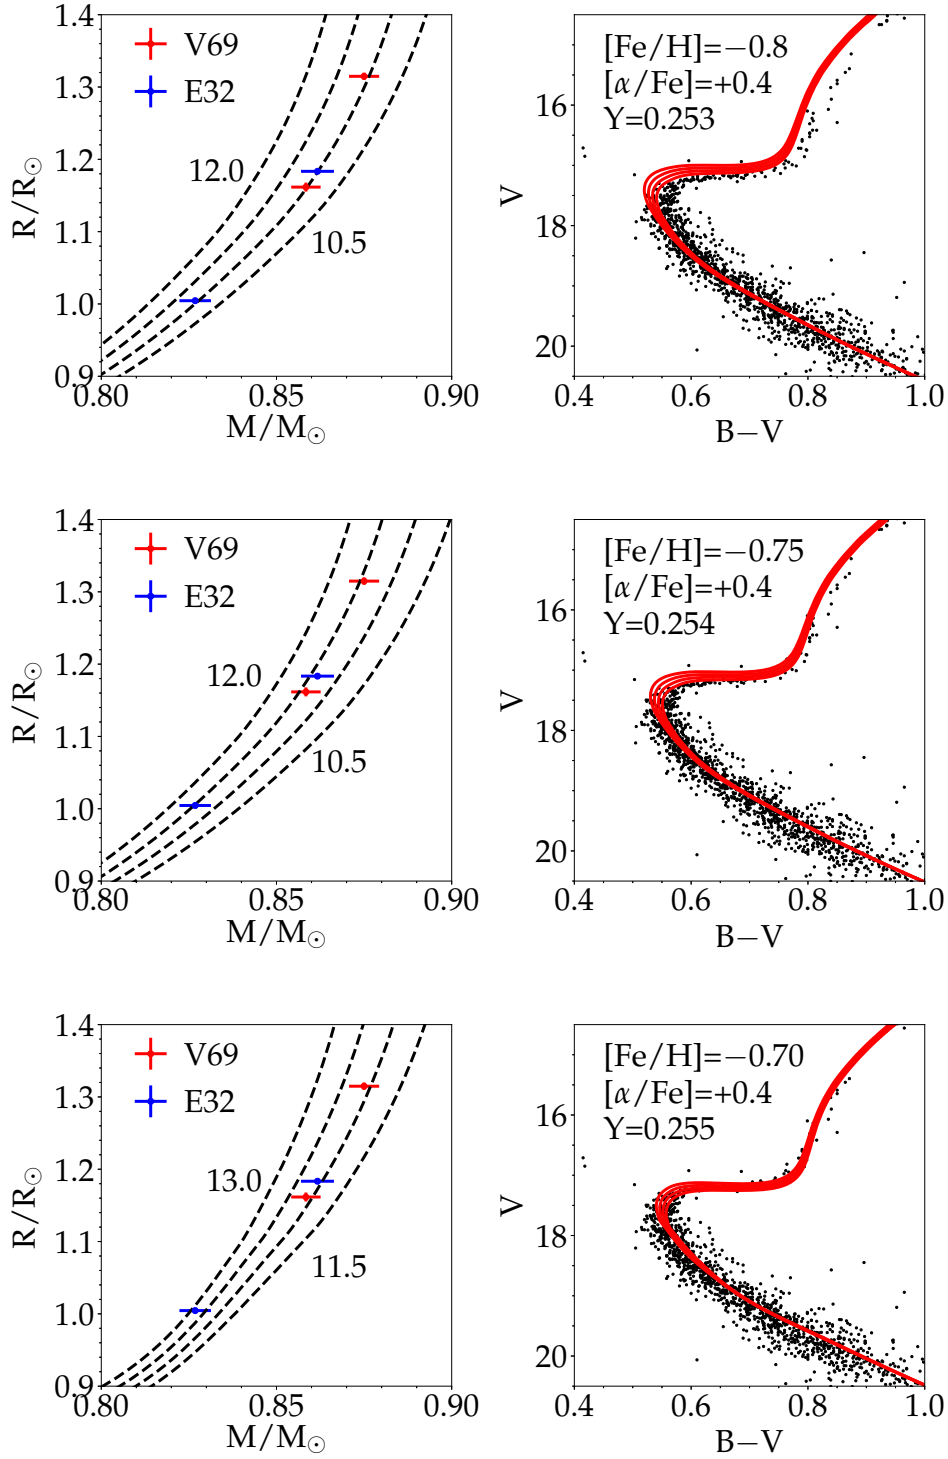 1.4
1.3
1.2
1.1
1.0
0.9
R/R☉
V69
E32
12.0
10.5
0.80
0.85
0.90
M/M☉
[Fe/H]=−0.8
[α/Fe]=+0.4
Y=0.253
16
18
20
V
0.4
0.6
0.8
1.0
B−V
1.4
1.3
1.2
1.1
1.0
0.9
R/R☉
V69
E32
12.0
10.5
0.80
0.85
0.90
M/M☉
[Fe/H]=−0.75
[α/Fe]=+0.4
Y=0.254
16
18
20
V
0.4
0.6
0.8
1.0
B−V
1.4
1.3
1.2
1.1
1.0
0.9
R/R☉
V69
E32
13.0
11.5
0.80
0.85
0.90
M/M☉
[Fe/H]=−0.70
[α/Fe]=+0.4
Y=0.255
16
18
20
V
0.4
0.6
0.8
1.0
B−V